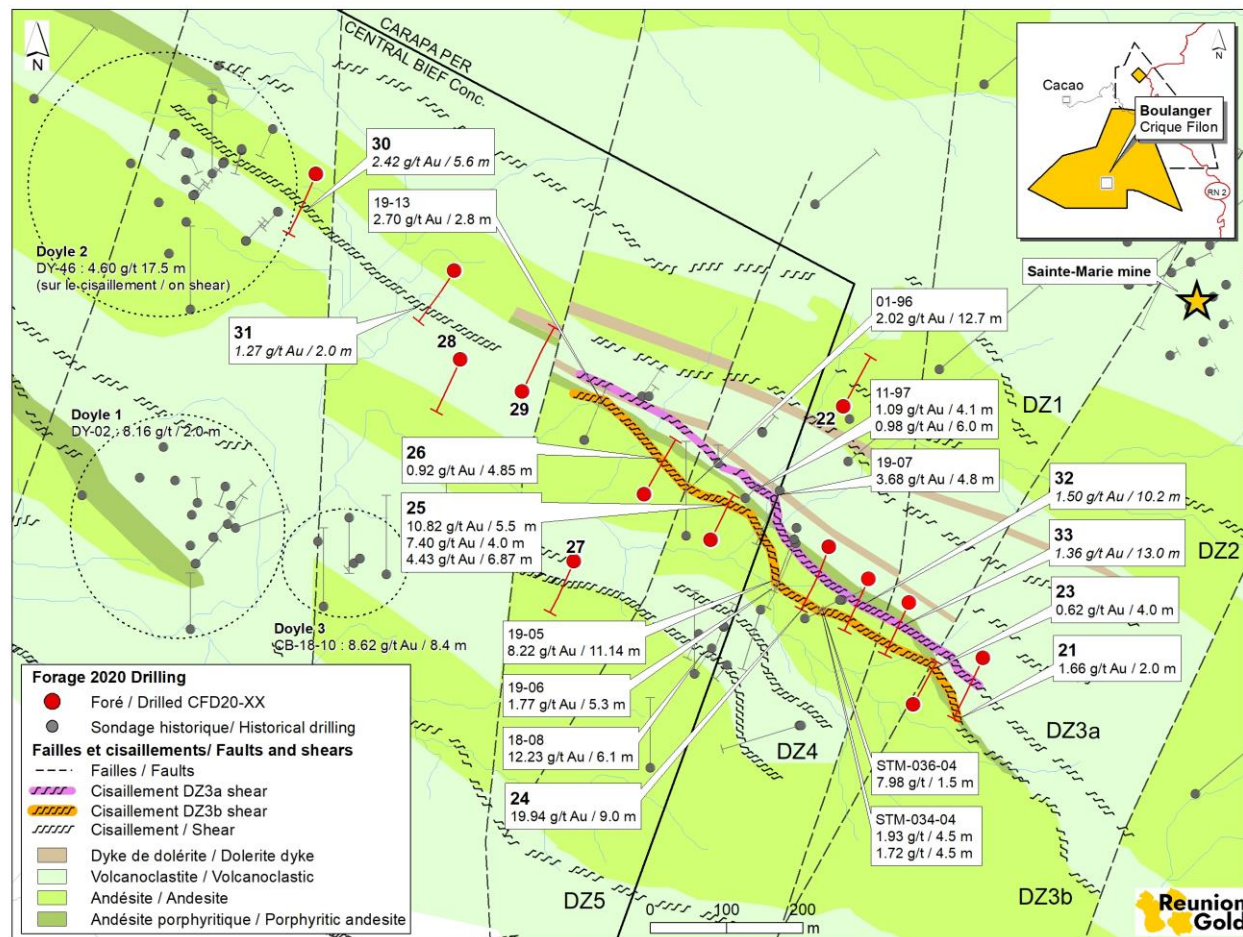 N
CARAPA PER
CENTRAL BIEF Conc.
N
Cacao
Boulanger
Crique Filon
RN 2
30
2.42 g/t Au / 5.6 m
19-13
2.70 g/t Au / 2.8 m
Doyle 2
DY-46 : 4.60 g/t 17.5 m
(sur le cisaillement / on shear)
Sainte-Marie mine
01-96
2.02 g/t Au / 12.7 m
31
1.27 g/t Au / 2.0 m
28
29
11-97
1.09 g/t Au / 4.1 m
0.98 g/t Au / 6.0 m
22
DZ1
Doyle 1
DY-02 : 8.16 g/t / 2.0 m
26
0.92 g/t Au / 4.85 m
19-07
3.68 g/t Au / 4.8 m
32
1.50 g/t Au / 10.2 m
25
10.82 g/t Au / 5.5 m
7.40 g/t Au / 4.0 m
4.43 g/t Au / 6.87 m
27
33
1.36 g/t Au / 13.0 m
DZ2
23
0.62 g/t Au / 4.0 m
Doyle 3
CB-18-10 : 8.62 g/t Au / 8.4 m
19-05
8.22 g/t Au / 11.14 m
21
1.66 g/t Au / 2.0 m
19-06
1.77 g/t Au / 5.3 m
DZ3a
18-08
12.23 g/t Au / 6.1 m
DZ4
STM-036-04
7.98 g/t / 1.5 m
24
19.94 g/t Au / 9.0 m
STM-034-04
1.93 g/t / 4.5 m
1.72 g/t / 4.5 m
DZ5
DZ3b
Forage 2020 Drilling
Foré / Drilled CFD20-XX
Sondage historique/ Historical drilling
Failles et cisaillements/ Faults and shears
Failles / Faults
Cisaillement DZ3a shear
Cisaillement DZ3b shear
Cisaillement / Shear
Dyke de dolérite / Dolerite dyke
Volcanoclastite / Volcanoclastic
Andésite / Andesite
Andésite porphyritique / Porphyritic andesite
0 100 200
m
Reunion
Gold